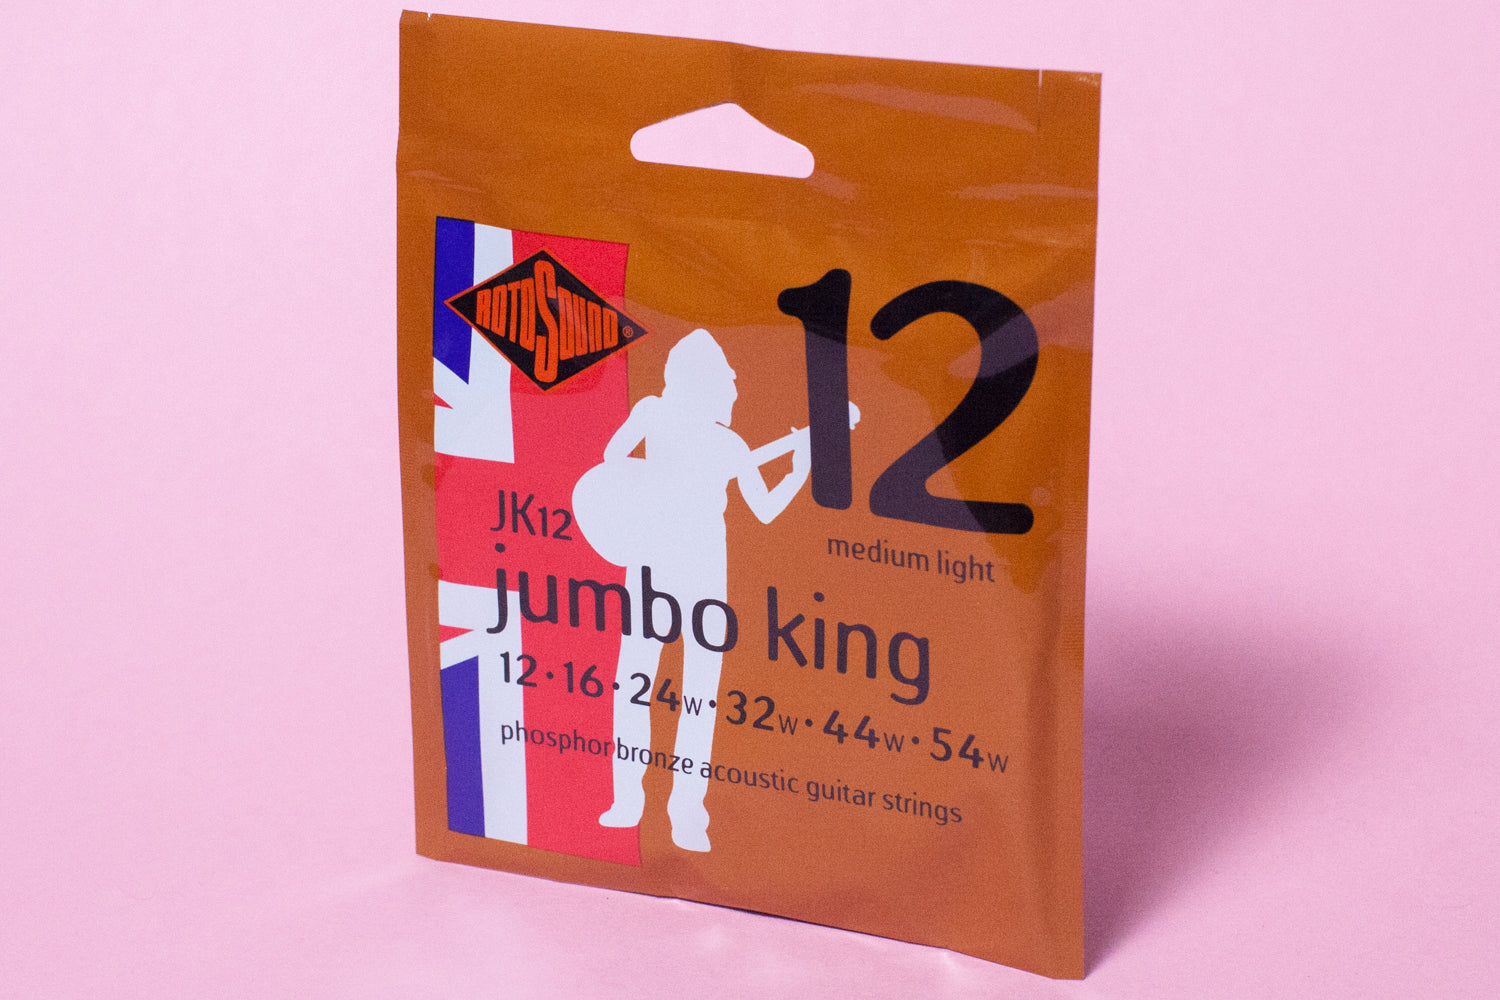 ROTOSOUND®
12
medium light
JK12
jumbo king
12·16·24w·32w·44w·54w
phosphor bronze acoustic guitar strings